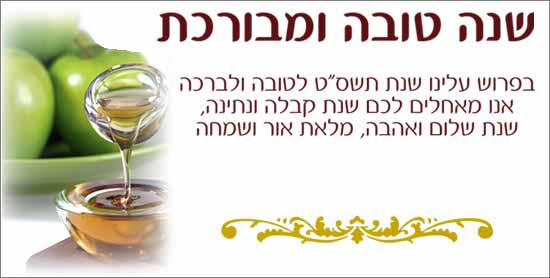 שנה טובה ומבורכת
בפרוש עלינו שנת תשס"ט לטובה ולברכה
אנו מאחלים לכם שנת קבלה ונתינה,
שנת שלום ואהבה, מלאת אור ושמחה